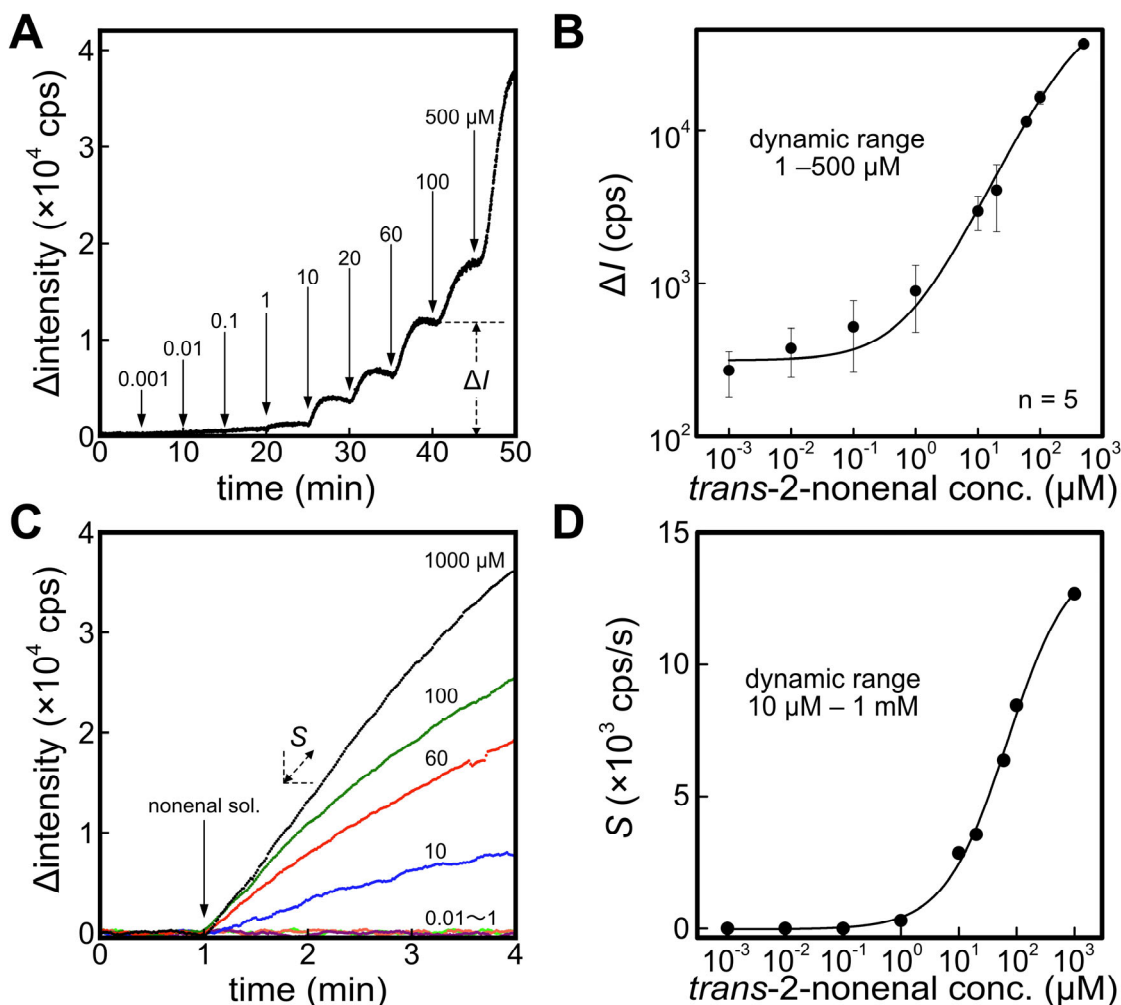 A
Δintensity (×10⁴ cps)
4
3
2
1
0
0.001
0.01
0.1
1
10
20
60
100
500 μM
ΔI
0 10 20 30 40 50
time (min)
B
ΔI (cps)
10⁴
10³
10²
dynamic range
1 –500 μM
n = 5
10⁻³ 10⁻² 10⁻¹ 10⁰ 10¹ 10² 10³
trans-2-nonenal conc. (μM)
C
Δintensity (×10⁴ cps)
4
3
2
1
0
1000 μM
100
S
60
nonenal sol.
10
0.01～1
0 1 2 3 4
time (min)
D
S (×10³ cps/s)
15
10
5
0
dynamic range
10 μM – 1 mM
10⁻³ 10⁻² 10⁻¹ 10⁰ 10¹ 10² 10³
trans-2-nonenal conc. (μM)